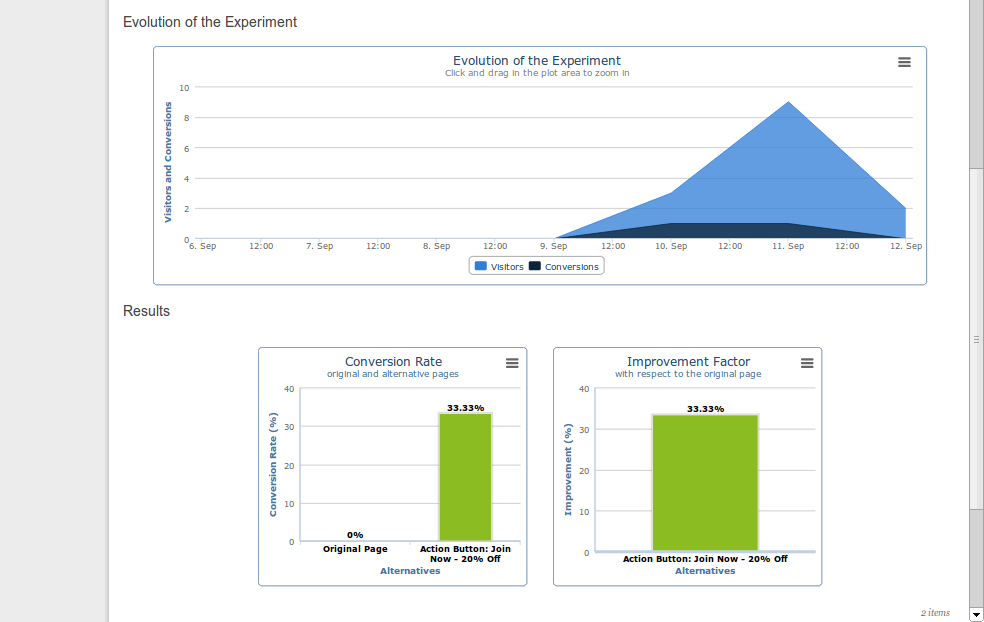 Evolution of the Experiment
Evolution of the Experiment
Click and drag in the plot area to zoom in
Visitors and Conversions
10
8
6
4
2
0
6. Sep 12:00 7. Sep 12:00 8. Sep 12:00 9. Sep 12:00 10. Sep 12:00 11. Sep 12:00 12. Sep
Visitors Conversions
Results
Conversion Rate
original and alternative pages
Conversion Rate (%)
40
30
20
10
0
33.33%
0%
Original Page
Action Button: Join
Now – 20% Off
Alternatives
Improvement Factor
with respect to the original page
Improvement (%)
40
30
20
10
0
33.33%
Action Button: Join Now – 20% Off
Alternatives
2 items